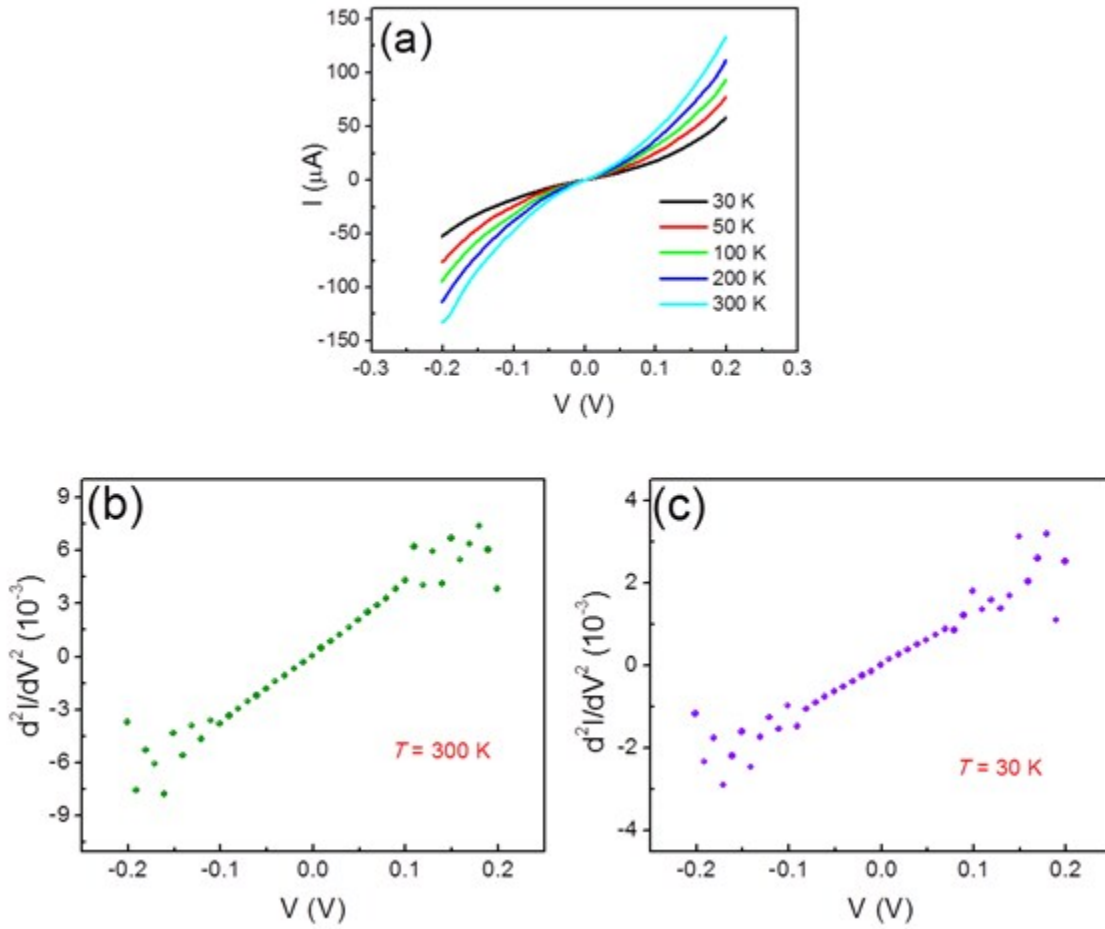 (a)
150
100
50
0
-50
-100
-150
I (μA)
30 K
50 K
100 K
200 K
300 K
-0.3 -0.2 -0.1 0.0 0.1 0.2 0.3
V (V)
(b)
9
6
3
0
-3
-6
-9
d²I/dV² (10⁻³)
T = 300 K
-0.2 -0.1 0.0 0.1 0.2
V (V)
(c)
4
2
0
-2
-4
d²I/dV² (10⁻³)
T = 30 K
-0.2 -0.1 0.0 0.1 0.2
V (V)